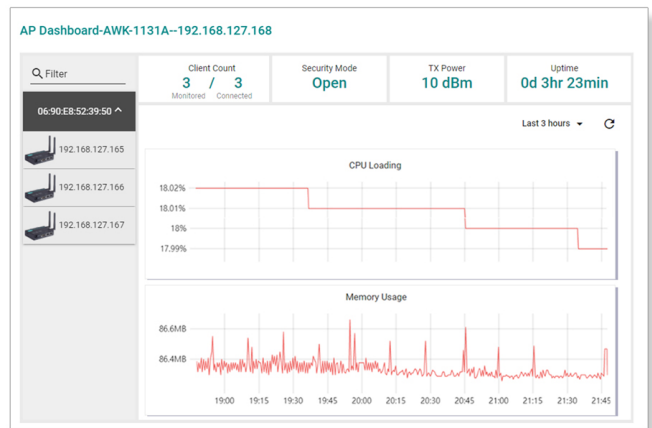 AP Dashboard-AWK-1131A--192.168.127.168
Filter
06:90:E8:52:39:50
192.168.127.165
192.168.127.166
192.168.127.167
Client Count
3 / 3
Monitored Connected
Security Mode
Open
TX Power
10 dBm
Uptime
0d 3hr 23min
Last 3 hours
CPU Loading
18.02%
18.01%
18%
17.99%
Memory Usage
86.6MB
86.4MB
19:00 19:15 19:30 19:45 20:00 20:15 20:30 20:45 21:00 21:15 21:30 21:45